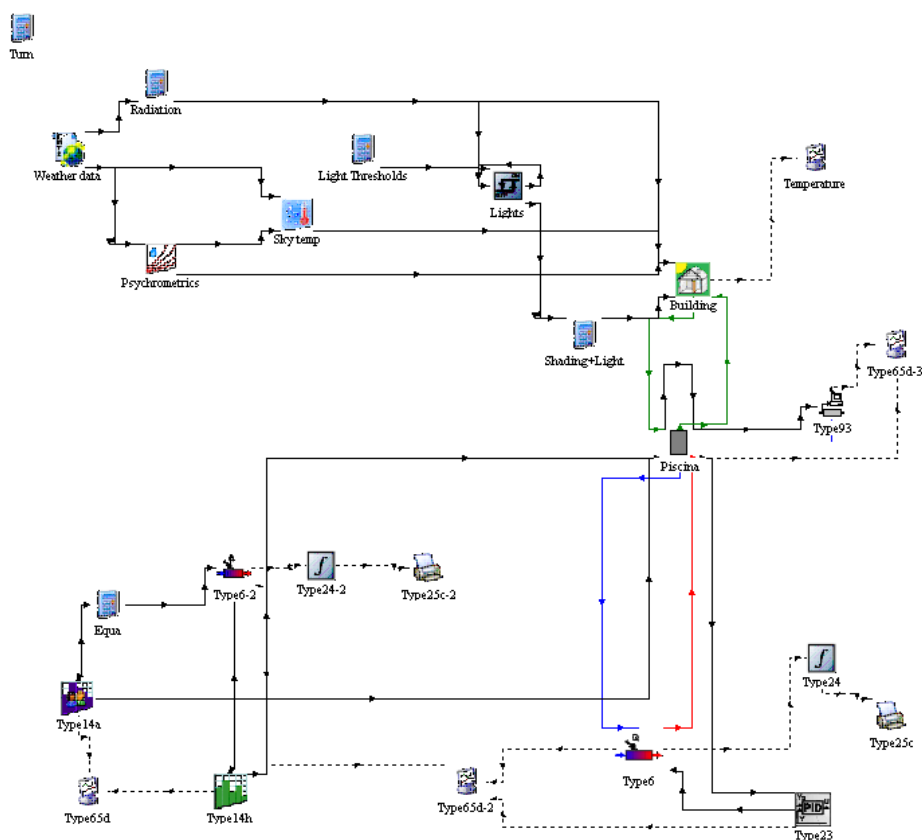 Turn
Radiation
Weather data
Light Thresholds
Temperature
Lights
Sky temp
Psychrometrics
Building
Shading+Light
Type65d-3
Type93
Piscina
Type6-2
Type24-2
Type25c-2
Equa
Type24
Type14a
Type25c
Type6
Type65d
Type14h
Type65d-2
PID
Type23